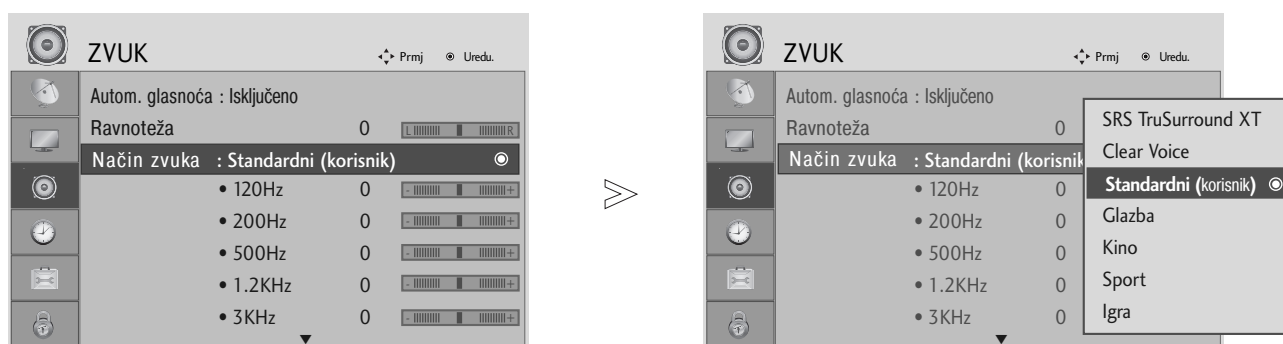 ZVUK
Prmj Uredu.
Autom. glasnoća : Isključeno
Ravnoteža 0 L R
Način zvuka : Standardni (korisnik)
• 120Hz 0 - +
• 200Hz 0 - +
• 500Hz 0 - +
• 1.2KHz 0 - +
• 3KHz 0 - +
ZVUK
Prmj Uredu.
Autom. glasnoća : Isključeno
Ravnoteža 0
Način zvuka : Standardni (korisnik
• 120Hz 0
• 200Hz 0
• 500Hz 0
• 1.2KHz 0
• 3KHz 0
SRS TruSurround XT
Clear Voice
Standardni (korisnik)
Glazba
Kino
Sport
Igra